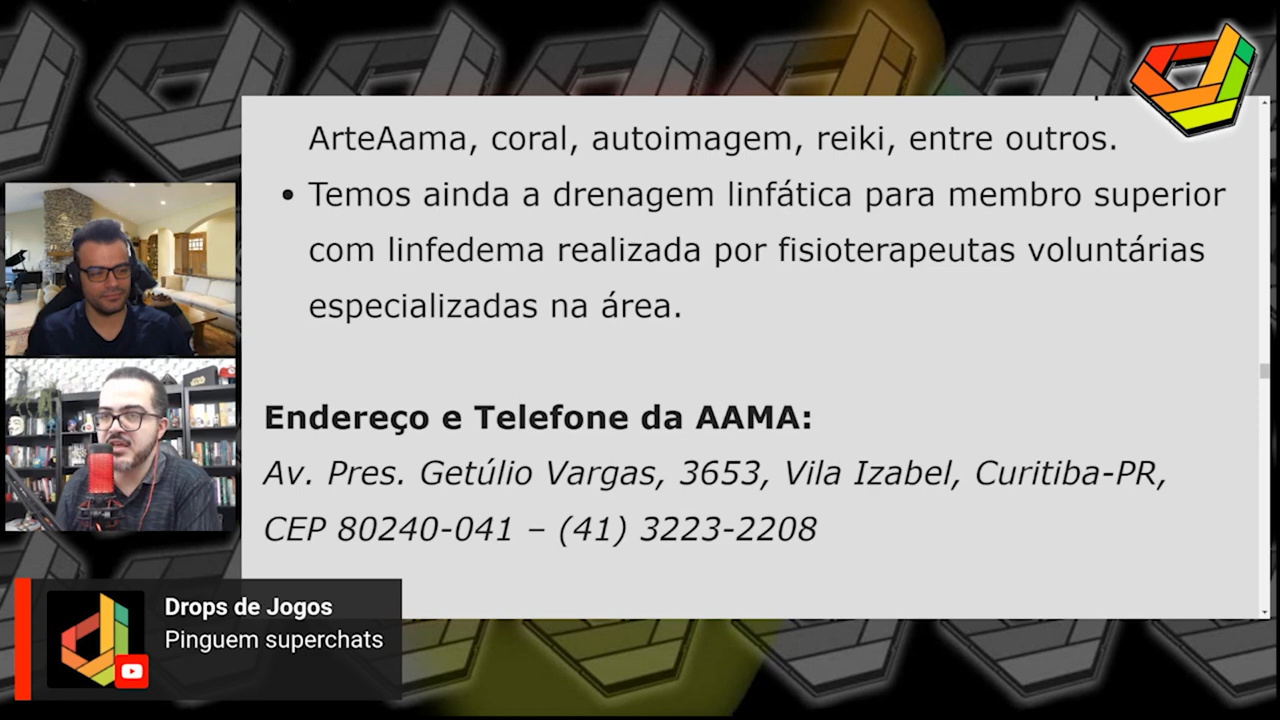 ArteAama, coral, autoimagem, reiki, entre outros.
• Temos ainda a drenagem linfática para membro superior
com linfedema realizada por fisioterapeutas voluntárias
especializadas na área.
Endereço e Telefone da AAMA:
Av. Pres. Getúlio Vargas, 3653, Vila Izabel, Curitiba-PR,
CEP 80240-041 – (41) 3223-2208
Drops de Jogos
Pinguem superchats